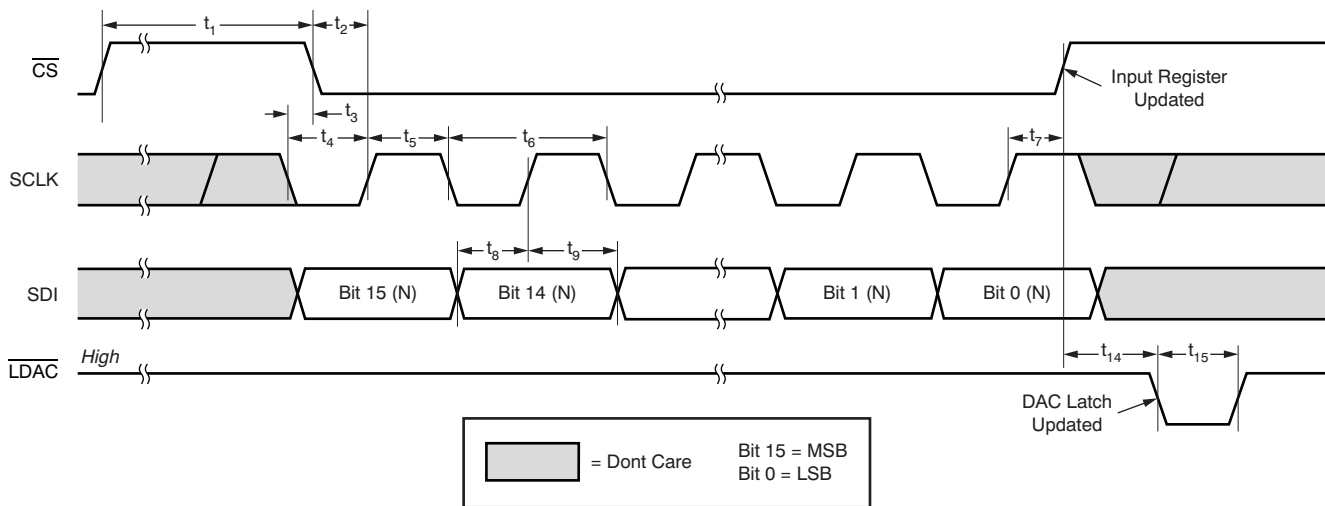 t1
t2
CS
Input Register
Updated
t3
t4
t5
t6
t7
SCLK
t8
t9
SDI
Bit 15 (N)
Bit 14 (N)
Bit 1 (N)
Bit 0 (N)
High
LDAC
t14
t15
DAC Latch
Updated
= Dont Care
Bit 15 = MSB
Bit 0 = LSB